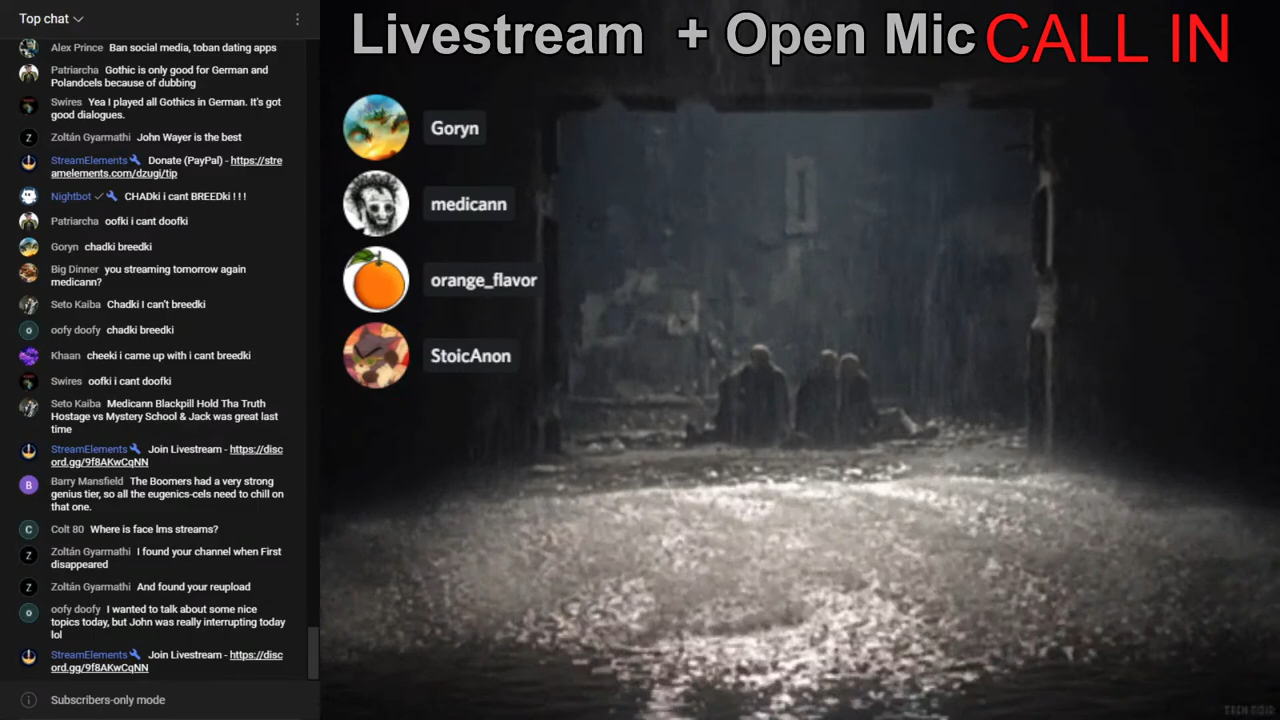 Top chat
Alex Prince Ban social media, toban dating apps
Patriarcha Gothic is only good for German and
Polandcels because of dubbing
Swires Yea I played all Gothics in German. It's got
good dialogues.
Zoltán Gyarmathi John Wayer is the best
StreamElements Donate (PayPal) - https://stre
amelements.com/dzugi/tip
Nightbot CHADki i cant BREEDki ! ! !
Patriarcha oofki i cant doofki
Goryn chadki breedki
Big Dinner you streaming tomorrow again
medicann?
Seto Kaiba Chadki I can't breedki
oofy doofy chadki breedki
Khaan cheeki i came up with i cant breedki
Swires oofki i cant doofki
Seto Kaiba Medicann Blackpill Hold Tha Truth
Hostage vs Mystery School & Jack was great last
time
StreamElements Join Livestream - https://disc
ord.gg/9f8AKwCqNN
Barry Mansfield The Boomers had a very strong
genius tier, so all the eugenics-cels need to chill on
that one.
Colt 80 Where is face lms streams?
Zoltán Gyarmathi I found your channel when First
disappeared
Zoltán Gyarmathi And found your reupload
oofy doofy I wanted to talk about some nice
topics today, but John was really interrupting today
lol
StreamElements Join Livestream - https://disc
ord.gg/9f8AKwCqNN
Subscribers-only mode
Livestream + Open Mic CALL IN
Goryn
medicann
orange_flavor
StoicAnon